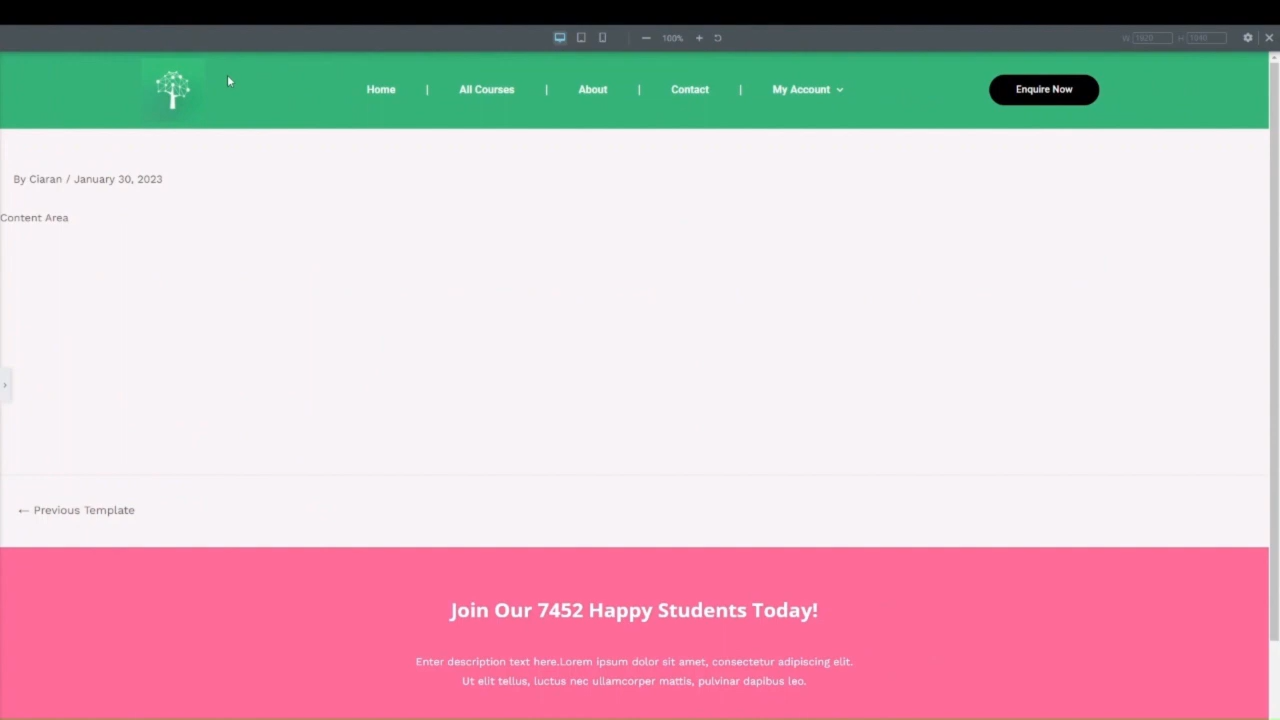 100%
W 1920 H
Home | All Courses | About | Contact | My Account
Enquire Now
By Ciaran / January 30, 2023
Content Area
← Previous Template
Join Our 7452 Happy Students Today!
Enter description text here.Lorem ipsum dolor sit amet, consectetur adipiscing elit.
Ut elit tellus, luctus nec ullamcorper mattis, pulvinar dapibus leo.